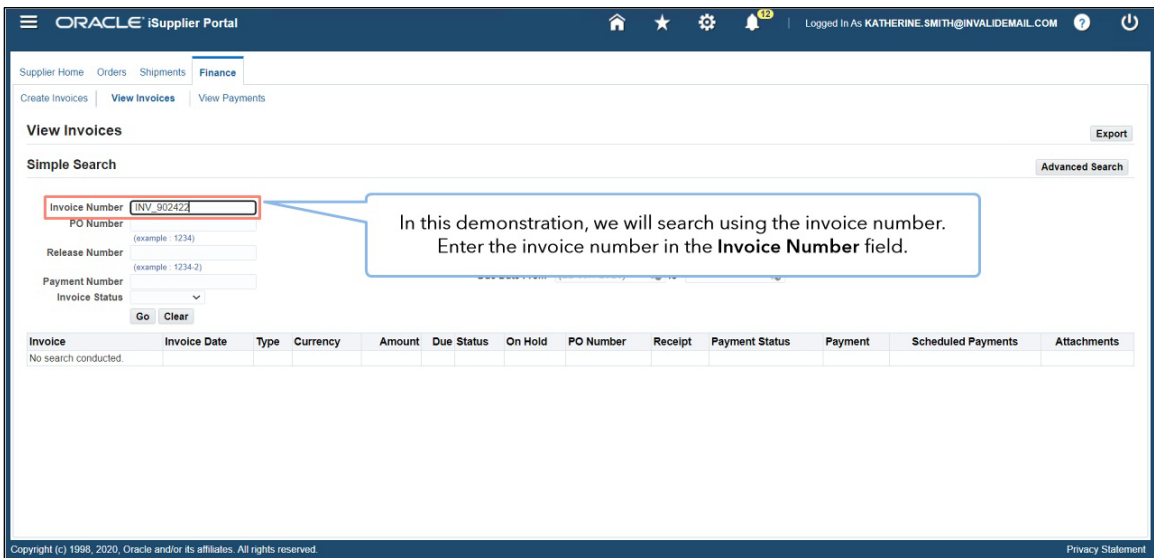 ORACLE iSupplier Portal
12
Logged In As KATHERINE.SMITH@INVALIDEMAIL.COM ?
Supplier Home Orders Shipments Finance
Create Invoices View Invoices View Payments
View Invoices
Export
Simple Search
Advanced Search
Invoice Number INV_902422
In this demonstration, we will search using the invoice number.
Enter the invoice number in the Invoice Number field.
PO Number
(example : 1234)
Release Number
(example : 1234-2)
Payment Number
Invoice Status
Go Clear
Invoice Invoice Date Type Currency Amount Due Status On Hold PO Number Receipt Payment Status Payment Scheduled Payments Attachments
No search conducted.
Copyright (c) 1998, 2020, Oracle and/or its affiliates. All rights reserved.
Privacy Statement